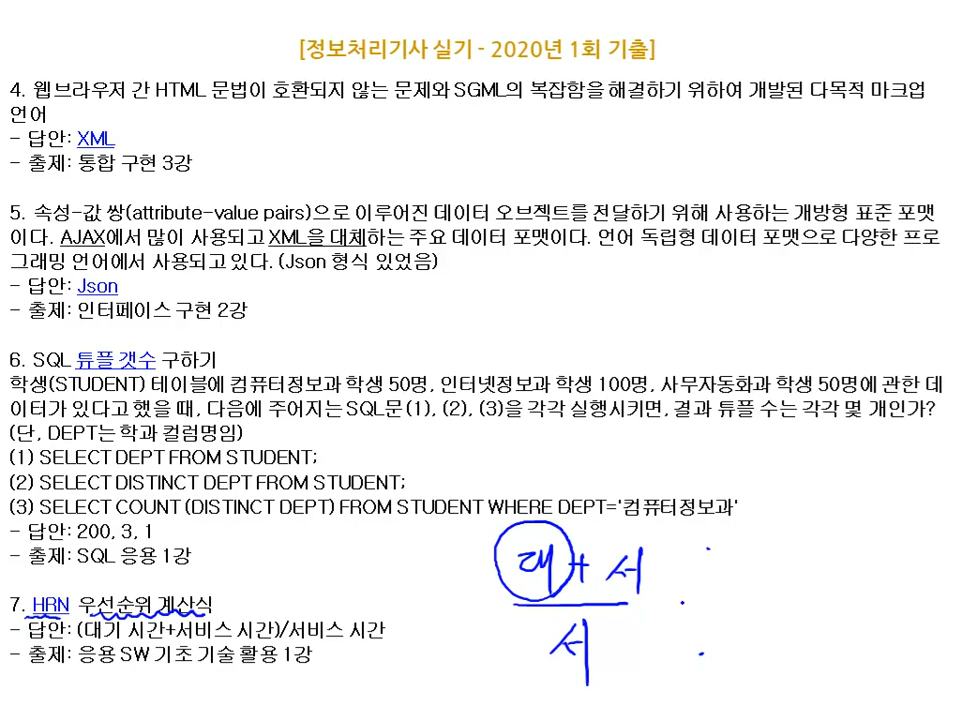 [정보처리기사 실기 - 2020년 1회 기출]
4. 웹브라우저 간 HTML 문법이 호환되지 않는 문제와 SGML의 복잡함을 해결하기 위하여 개발된 다목적 마크업
언어
- 답안: XML
- 출제: 통합 구현 3강
5. 속성-값 쌍(attribute-value pairs)으로 이루어진 데이터 오브젝트를 전달하기 위해 사용하는 개방형 표준 포맷
이다. AJAX에서 많이 사용되고 XML을 대체하는 주요 데이터 포맷이다. 언어 독립형 데이터 포맷으로 다양한 프로
그래밍 언어에서 사용되고 있다. (Json 형식 있었음)
- 답안: Json
- 출제: 인터페이스 구현 2강
6. SQL 튜플 갯수 구하기
학생(STUDENT) 테이블에 컴퓨터정보과 학생 50명, 인터넷정보과 학생 100명, 사무자동화과 학생 50명에 관한 데
이터가 있다고 했을 때, 다음에 주어지는 SQL문 (1), (2), (3)을 각각 실행시키면, 결과 튜플 수는 각각 몇 개인가?
(단, DEPT는 학과 컬럼명임)
(1) SELECT DEPT FROM STUDENT;
(2) SELECT DISTINCT DEPT FROM STUDENT;
(3) SELECT COUNT (DISTINCT DEPT) FROM STUDENT WHERE DEPT='컴퓨터정보과'
- 답안: 200, 3, 1
- 출제: SQL 응용 1강
대 + 서
서
7. HRN 우선순위 계산식
- 답안: (대기 시간+서비스 시간)/서비스 시간
- 출제: 응용 SW 기초 기술 활용 1강